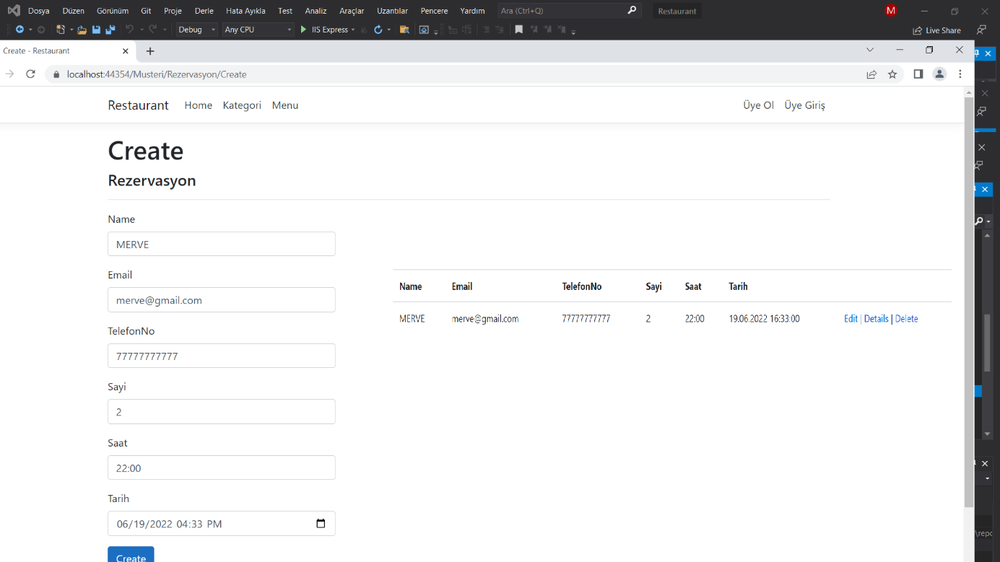 Dosya Düzen Görünüm Git Proje Derle Hata Ayıkla Test Analiz Araçlar Uzantılar Pencere Yardım Ara (Ctrl+Q) Restaurant M
Debug Any CPU IIS Express Live Share
Create - Restaurant
localhost:44354/Musteri/Rezervasyon/Create
Restaurant Home Kategori Menu Üye Ol Üye Giriş
Create
Rezervasyon
Name
MERVE
Email
merve@gmail.com
TelefonNo
77777777777
Sayi
2
Saat
22:00
Tarih
06/19/2022 04:33 PM
Create
Name Email TelefonNo Sayi Saat Tarih
MERVE merve@gmail.com 77777777777 2 22:00 19.06.2022 16:33:00 Edit | Details | Delete
\repo